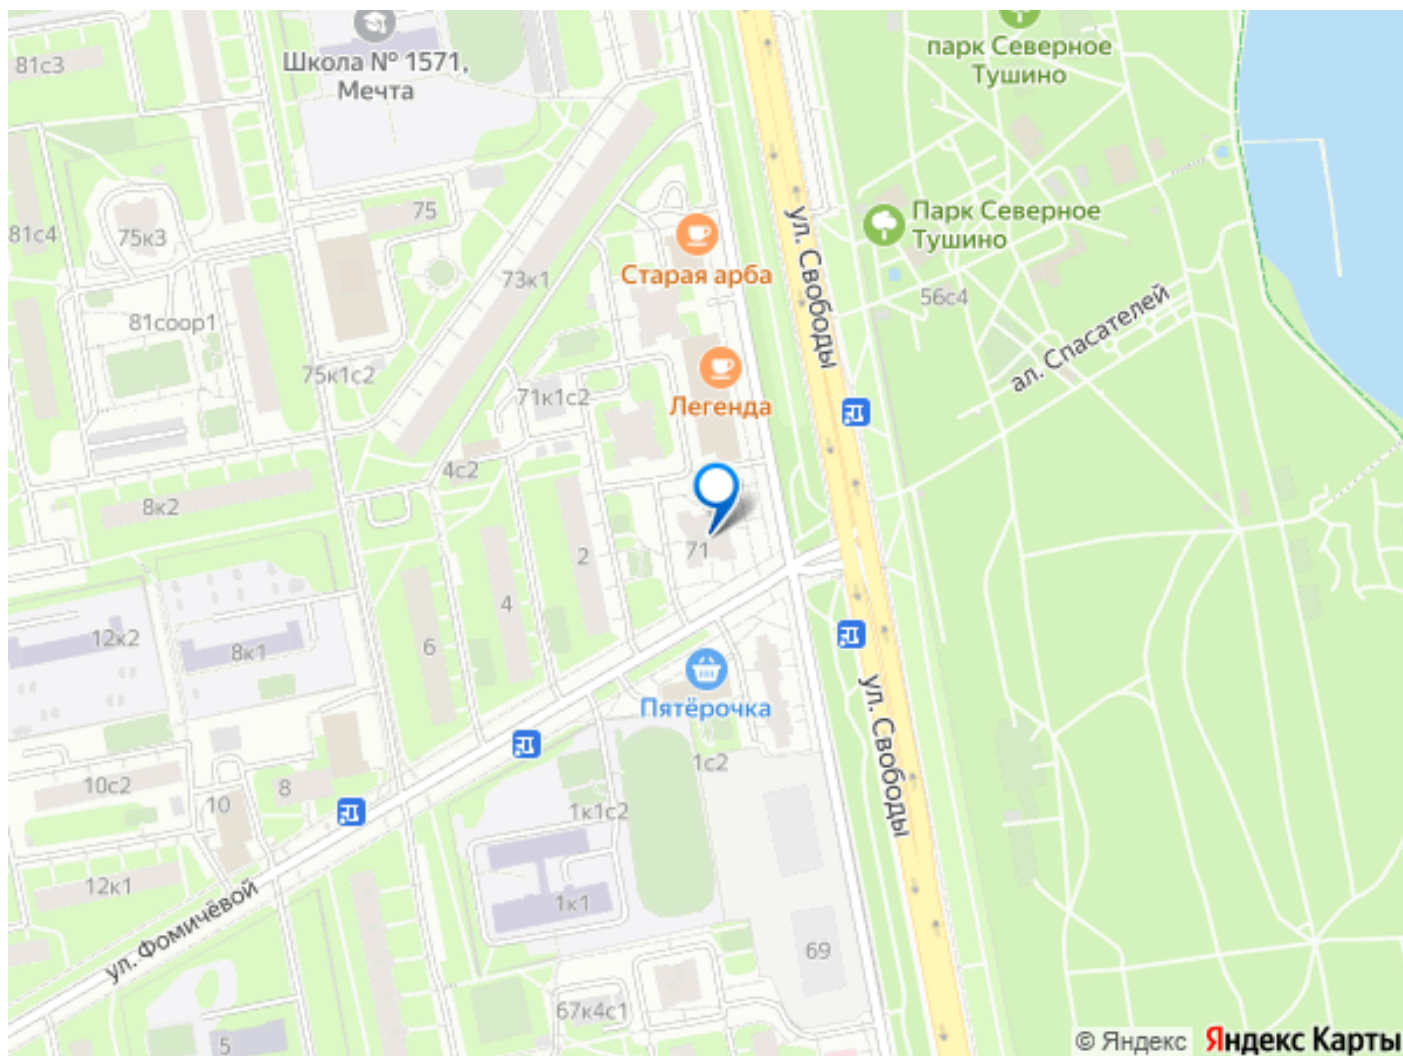 парк Северное
Тушино
81с3
Школа № 1571,
Мечта
75
Парк Северное
Тушино
81с4
75к3
ул. Свободы
Старая арба
73к1
56с4
81соор1
ал. Спасателей
75к1с2
71к1с2
Легенда
4с2
8к2
71
2
4
12к2
8к1
6
Пятёрочка
ул. Свободы
1с2
10с2
8
10
1к1с2
12к1
1к1
ул. Фомичёвой
69
67к4с1
5
© Яндекс Яндекс Карты